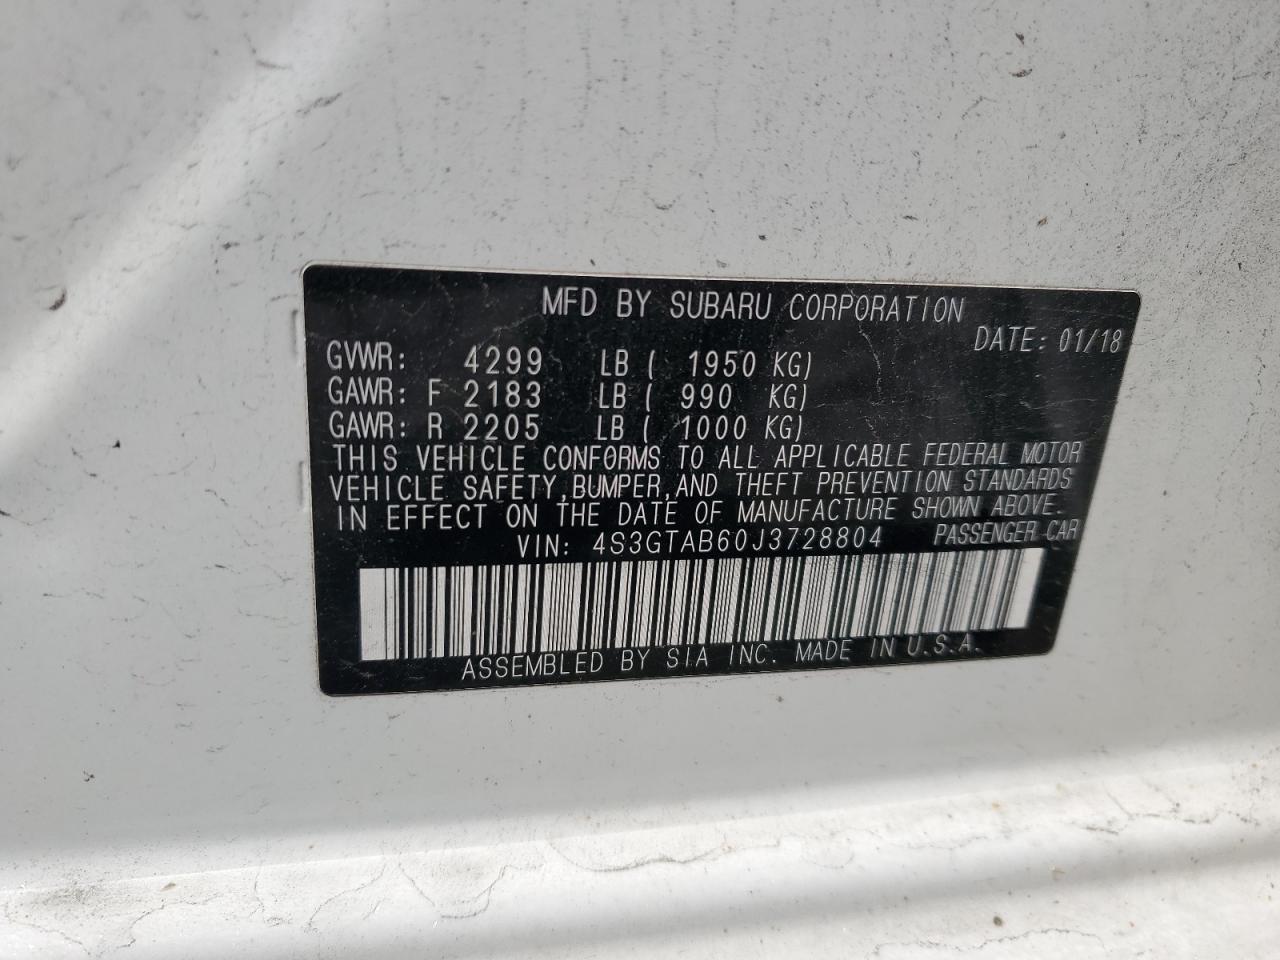 MFD BY SUBARU CORPORATION
DATE: 01/18
GVWR: 4299 LB ( 1950 KG)
GAWR: F 2183 LB ( 990 KG)
GAWR: R 2205 LB ( 1000 KG)
THIS VEHICLE CONFORMS TO ALL APPLICABLE FEDERAL MOTOR
VEHICLE SAFETY,BUMPER,AND THEFT PREVENTION STANDARDS
IN EFFECT ON THE DATE OF MANUFACTURE SHOWN ABOVE.
VIN: 4S3GTAB60J3728804 PASSENGER CAR
ASSEMBLED BY SIA INC. MADE IN U.S.A.